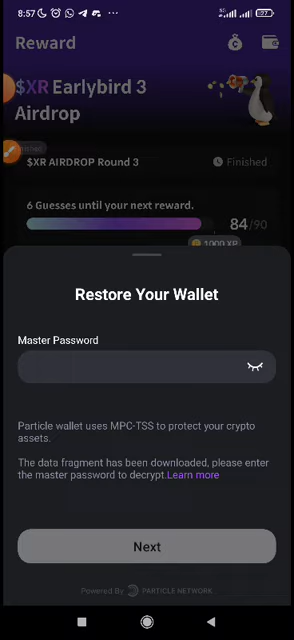 8:57
57
Reward
$XR Earlybird 3
Airdrop
$XR AIRDROP Round 3
Finished
6 Guesses until your next reward.
84/90
1000 XP
Restore Your Wallet
Master Password
Particle wallet uses MPC-TSS to protect your crypto
assets.
The data fragment has been downloaded, please enter
the master password to decrypt.Learn more
Next
Powered By PARTICLE NETWORK